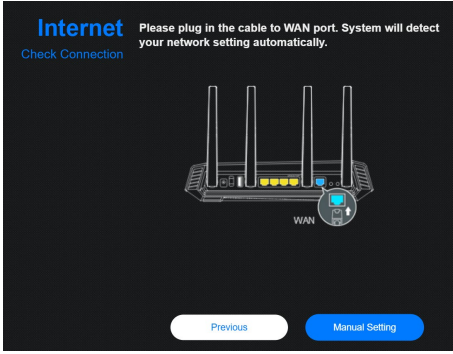 Internet
Check Connection
Please plug in the cable to WAN port. System will detect
your network setting automatically.
WAN
Previous
Manual Setting